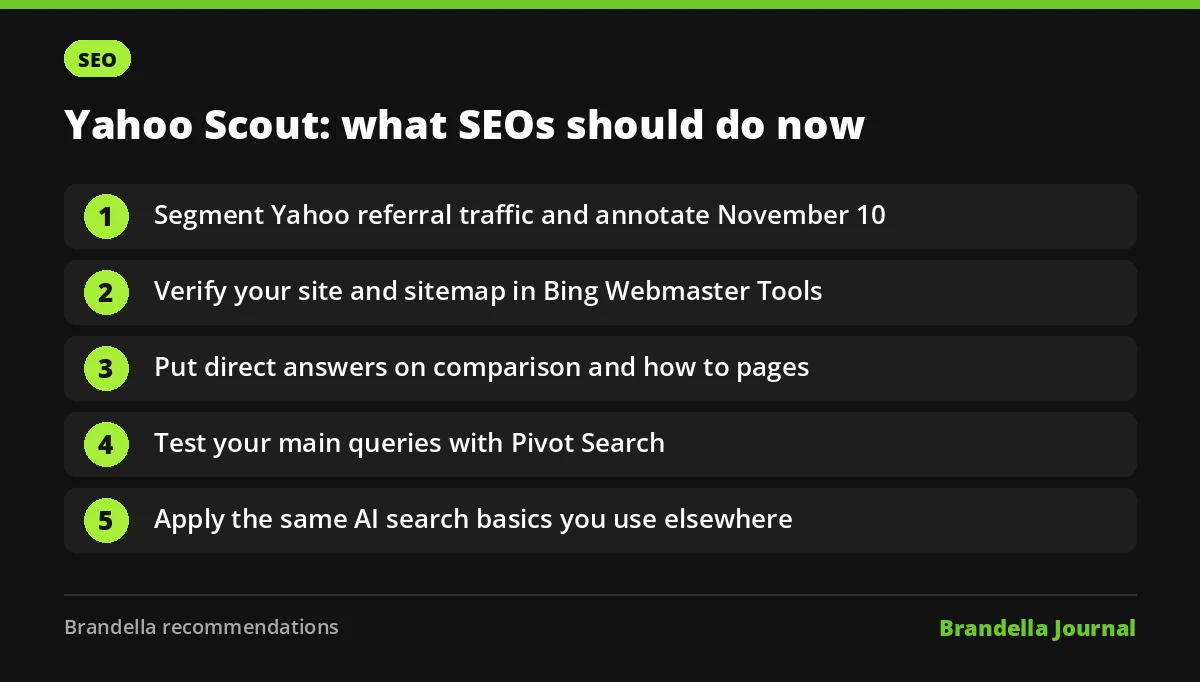 SEO
Yahoo Scout: what SEOs should do now
1 Segment Yahoo referral traffic and annotate November 10
2 Verify your site and sitemap in Bing Webmaster Tools
3 Put direct answers on comparison and how to pages
4 Test your main queries with Pivot Search
5 Apply the same AI search basics you use elsewhere
Brandella recommendations
Brandella Journal